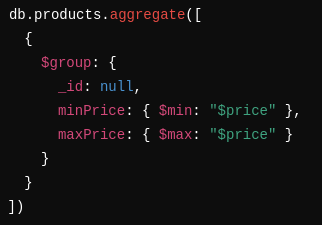 db.products.aggregate([
  {
    $group: {
      _id: null,
      minPrice: { $min: "$price" },
      maxPrice: { $max: "$price" }
    }
  }
])